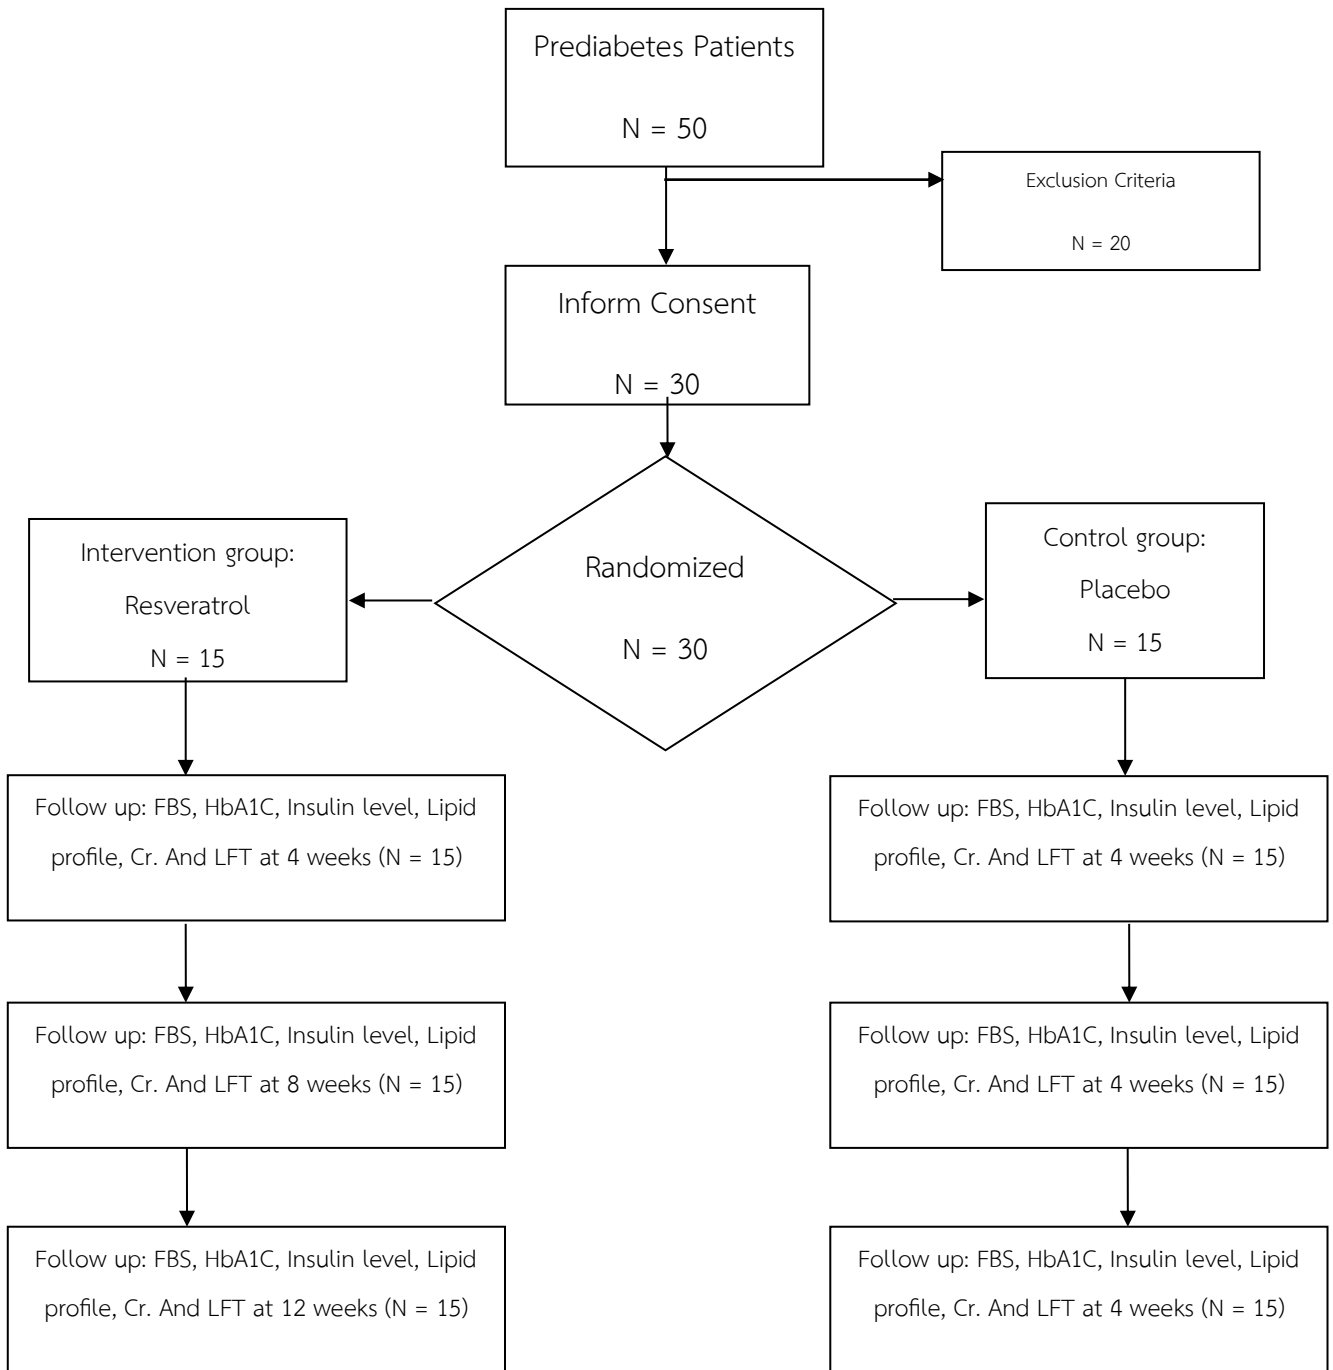 Prediabetes Patients
N = 50
Exclusion Criteria
N = 20
Inform Consent
N = 30
Randomized
N = 30
Intervention group:
Resveratrol
N = 15
Control group:
Placebo
N = 15
Follow up: FBS, HbA1C, Insulin level, Lipid
profile, Cr. And LFT at 4 weeks (N = 15)
Follow up: FBS, HbA1C, Insulin level, Lipid
profile, Cr. And LFT at 4 weeks (N = 15)
Follow up: FBS, HbA1C, Insulin level, Lipid
profile, Cr. And LFT at 8 weeks (N = 15)
Follow up: FBS, HbA1C, Insulin level, Lipid
profile, Cr. And LFT at 4 weeks (N = 15)
Follow up: FBS, HbA1C, Insulin level, Lipid
profile, Cr. And LFT at 12 weeks (N = 15)
Follow up: FBS, HbA1C, Insulin level, Lipid
profile, Cr. And LFT at 4 weeks (N = 15)